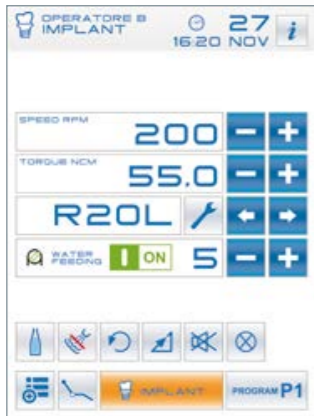 OPERATORE B
IMPLANT
16:20
27
NOV
i
SPEED RPM
200
- +
TORQUE NCM
55.0
- +
R20L
WATER
FEEDING
I ON
5
- +
IMPLANT
PROGRAM P1